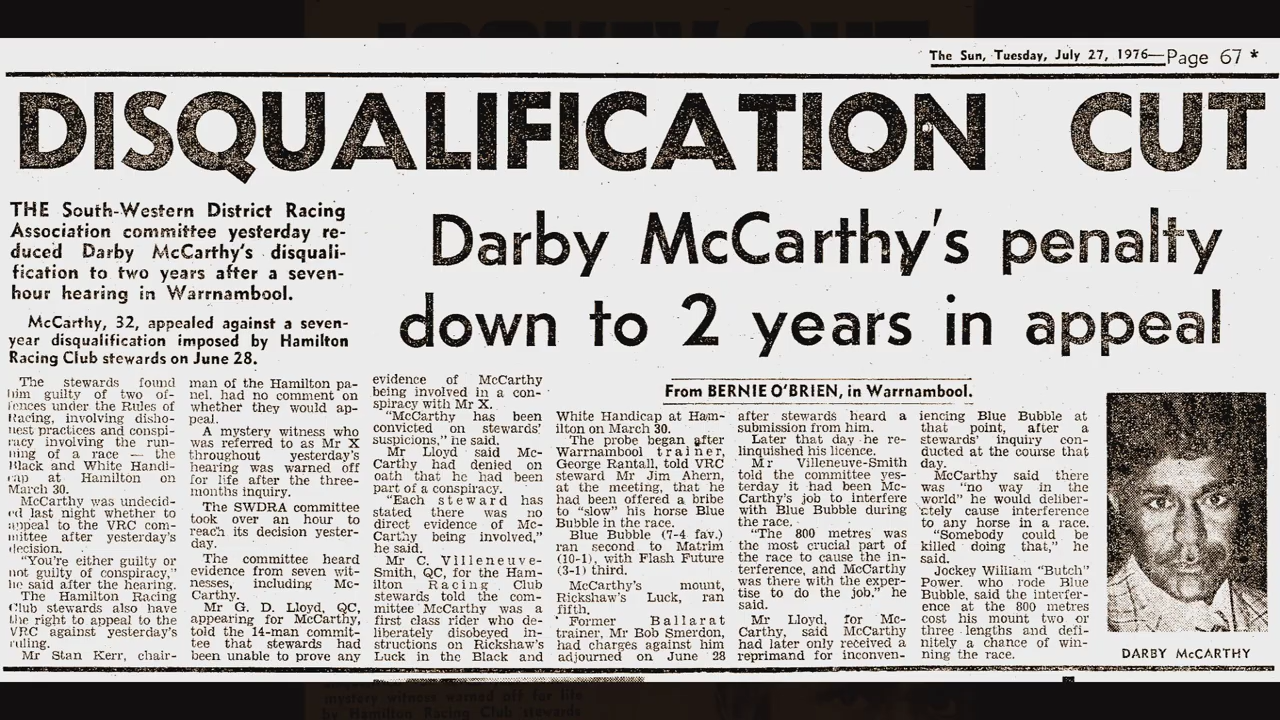 The Sun, Tuesday, July 27, 1976—Page 67 *
DISQUALIFICATION CUT
Darby McCarthy's penalty
down to 2 years in appeal
THE South-Western District Racing
Association committee yesterday re-
duced Darby McCarthy's disquali-
fication to two years after a seven-
hour hearing in Warrnambool.
McCarthy, 32, appealed against a seven-
year disqualification imposed by Hamilton
Racing Club stewards on June 28.
From BERNIE O'BRIEN, in Warrnambool.
The stewards found
him guilty of two of-
fences under the Rules of
Racing, involving disho-
nest practices and conspi-
racy involving the run-
ning of a race — the
Black and White Handi-
cap at Hamilton on
March 30.
McCarthy was undecid-
ed last night whether to
appeal to the VRC com-
mittee after yesterday's
decision.
"You're either guilty or
not guilty of conspiracy,"
he said after the hearing.
The Hamilton Racing
Club stewards also have
the right to appeal to the
VRC against yesterday's
ruling.
Mr Stan Kerr, chair-
man of the Hamilton pa-
nel, had no comment on
whether they would ap-
peal.
A mystery witness who
was referred to as Mr X
throughout yesterday's
hearing was warned off
for life after the three-
months inquiry.
The SWDRA committee
took over an hour to
reach its decision yester-
day.
The committee heard
evidence from seven wit-
nesses, including Mc-
Carthy.
Mr G. D. Lloyd, QC,
appearing for McCarthy,
told the 14-man commit-
tee that stewards had
been unable to prove any
evidence of McCarthy
being involved in a con-
spiracy with Mr X.
"McCarthy has been
convicted on stewards'
suspicions," he said.
Mr Lloyd said Mc-
Carthy had denied on
oath that he had been
part of a conspiracy.
"Each steward has
stated there was no
direct evidence of Mc-
Carthy being involved,"
he said.
Mr C. Villeneuve-
Smith, QC, for the Ham-
ilton Racing Club
stewards told the com-
mittee McCarthy was a
first class rider who de-
liberately disobeyed in-
structions on Rickshaw's
Luck in the Black and
White Handicap at Ham-
ilton on March 30.
The probe began after
Warrnambool trainer,
George Rantall, told VRC
steward Mr Jim Ahern,
at the meeting, that he
had been offered a bribe
to "slow" his horse Blue
Bubble in the race.
Blue Bubble (7-4 fav.)
ran second to Matrim
(10-1), with Flash Future
(3-1) third.
McCarthy's mount,
Rickshaw's Luck, ran
fifth.
Former Ballarat
trainer, Mr Bob Smerdon,
had charges against him
adjourned on June 28
after stewards heard a
submission from him.
Later that day he re-
linquished his licence.
Mr Villeneuve-Smith
told the committee yes-
terday it had been Mc-
Carthy's job to interfere
with Blue Bubble during
the race.
"The 800 metres was
the most crucial part of
the race to cause the in-
terference, and McCarthy
was there with the exper-
tise to do the job," he
said.
Mr Lloyd, for Mc-
Carthy, said McCarthy
had later only received a
reprimand for inconven-
iencing Blue Bubble at
that point, after a
stewards' inquiry con-
ducted at the course that
day.
McCarthy said there
was "no way in the
world" he would deliber-
ately cause interference
to any horse in a race.
"Somebody could be
killed doing that," he
said.
Jockey William "Butch"
Power. who rode Blue
Bubble, said the interfer-
ence at the 800 metres
cost his mount two or
three lengths and defi-
nitely a chance of win-
ning the race.
DARBY McCARTHY
mystery witness warned off for life
by Hamilton Racing Club stewards